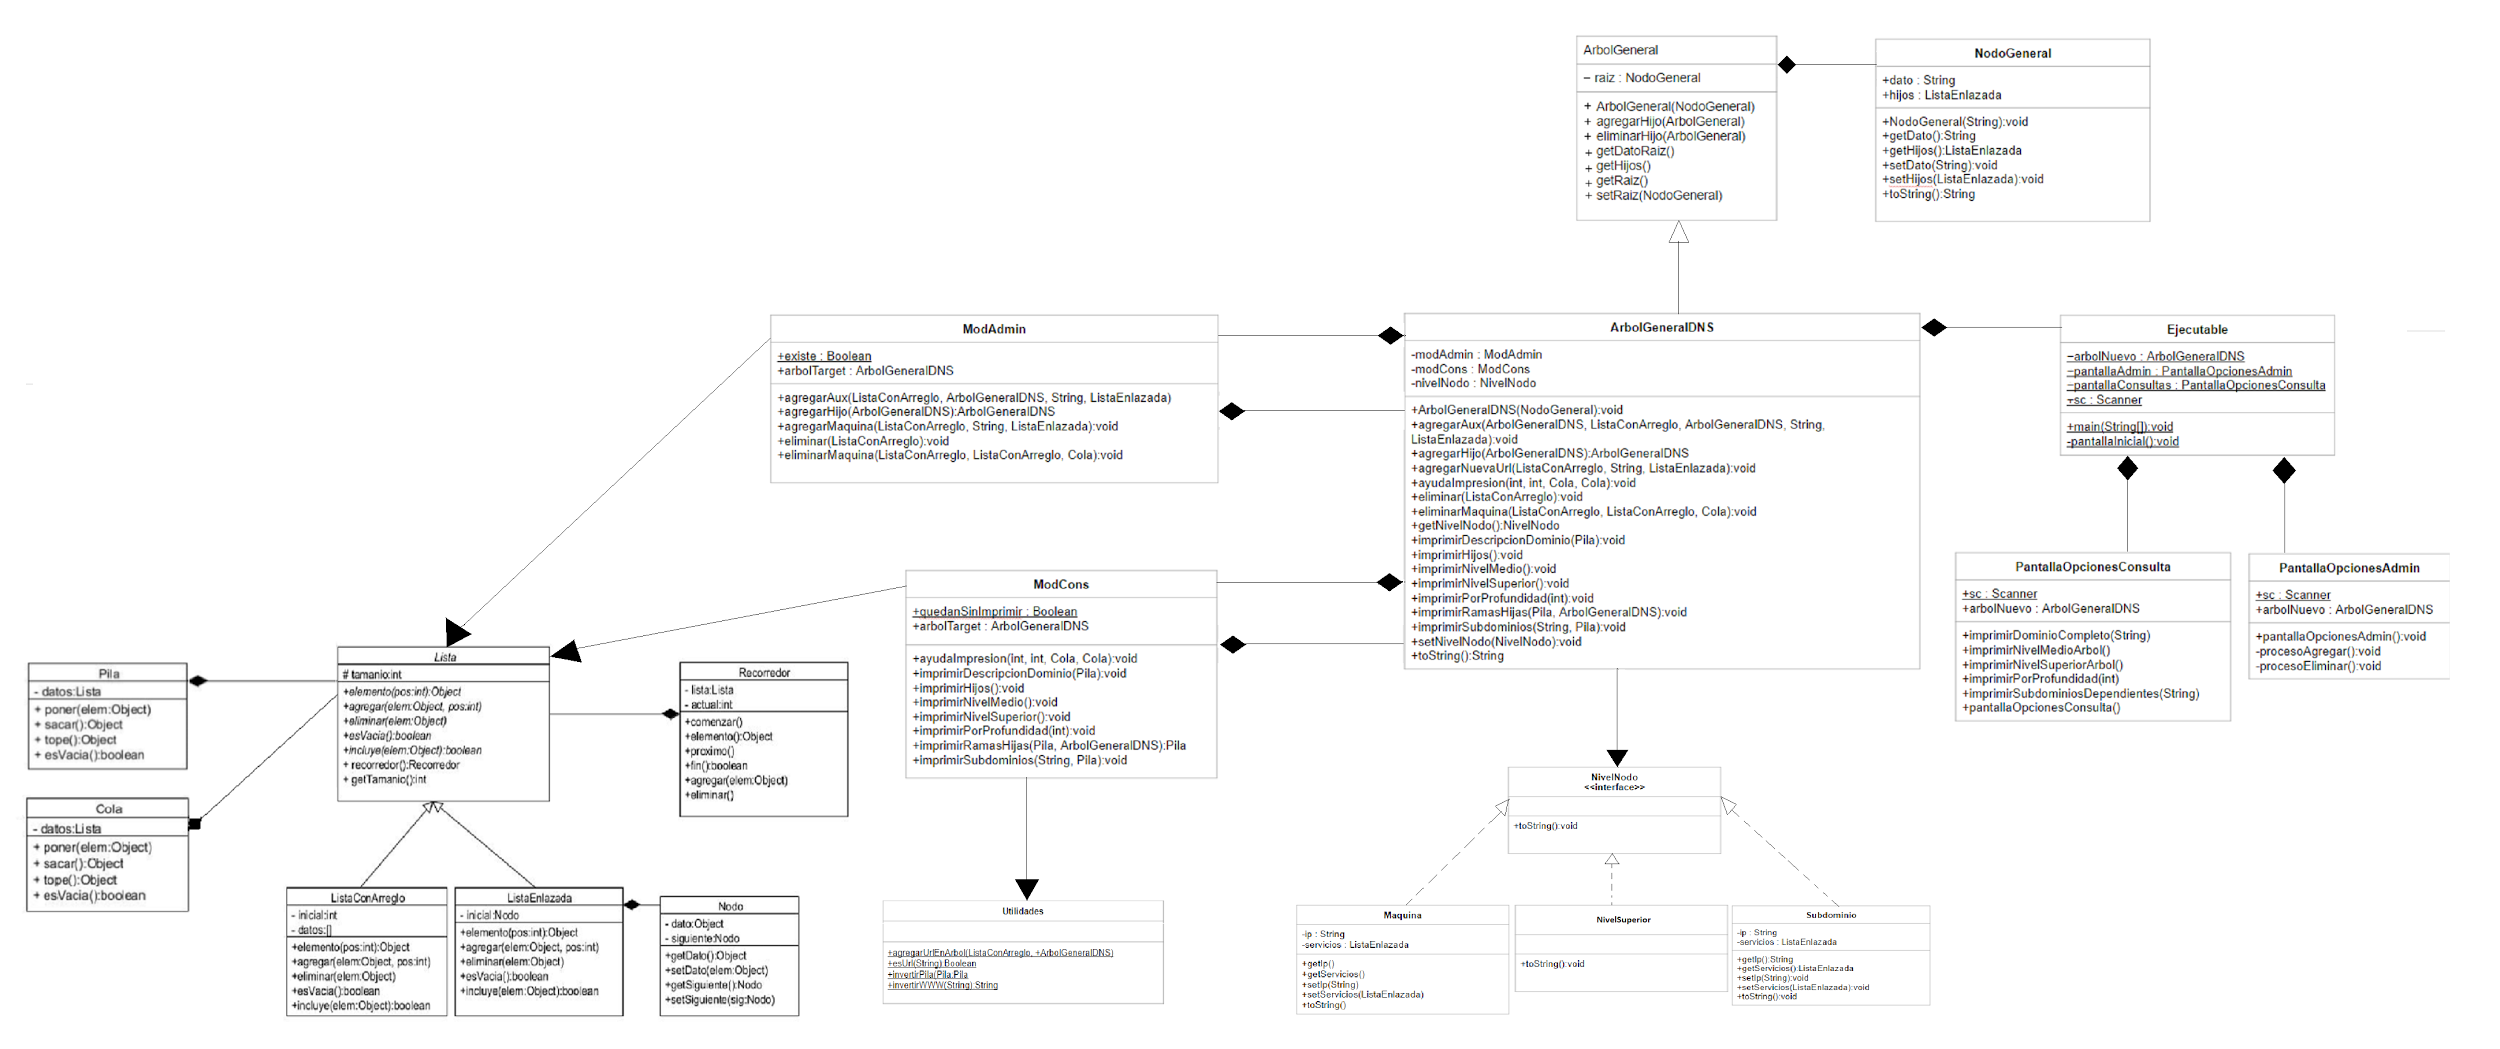 ArbolGeneral
– raiz : NodoGeneral
+ ArbolGeneral(NodoGeneral)
+ agregarHijo(ArbolGeneral)
+ eliminarHijo(ArbolGeneral)
+ getDatoRaiz()
+ getHijos()
+ getRaiz()
+ setRaiz(NodoGeneral)
NodoGeneral
+dato : String
+hijos : ListaEnlazada
+NodoGeneral(String):void
+getDato():String
+getHijos():ListaEnlazada
+setDato(String):void
+setHijos(ListaEnlazada):void
+toString():String
ModAdmin
+existe : Boolean
+arbolTarget : ArbolGeneralDNS
+agregarAux(ListaConArreglo, ArbolGeneralDNS, String, ListaEnlazada)
+agregarHijo(ArbolGeneralDNS):ArbolGeneralDNS
+agregarMaquina(ListaConArreglo, String, ListaEnlazada):void
+eliminar(ListaConArreglo):void
+eliminarMaquina(ListaConArreglo, ListaConArreglo, Cola):void
ArbolGeneralDNS
-modAdmin : ModAdmin
-modCons : ModCons
-nivelNodo : NivelNodo
+ArbolGeneralDNS(NodoGeneral):void
+agregarAux(ArbolGeneralDNS, ListaConArreglo, ArbolGeneralDNS, String,
ListaEnlazada):void
+agregarHijo(ArbolGeneralDNS):ArbolGeneralDNS
+agregarNuevaUrl(ListaConArreglo, String, ListaEnlazada):void
+ayudaImpresion(int, int, Cola, Cola):void
+eliminar(ListaConArreglo):void
+eliminarMaquina(ListaConArreglo, ListaConArreglo, Cola):void
+getNivelNodo():NivelNodo
+imprimirDescripcionDominio(Pila):void
+imprimirHijos():void
+imprimirNivelMedio():void
+imprimirNivelSuperior():void
+imprimirPorProfundidad(int):void
+imprimirRamasHijas(Pila, ArbolGeneralDNS):void
+imprimirSubdominios(String, Pila):void
+setNivelNodo(NivelNodo):void
+toString():String
Ejecutable
–arbolNuevo : ArbolGeneralDNS
–pantallaAdmin : PantallaOpcionesAdmin
–pantallaConsultas : PantallaOpcionesConsulta
+sc : Scanner
+main(String[]):void
-pantallaInicial():void
PantallaOpcionesConsulta
+sc : Scanner
+arbolNuevo : ArbolGeneralDNS
+imprimirDominioCompleto(String)
+imprimirNivelMedioArbol()
+imprimirNivelSuperiorArbol()
+imprimirPorProfundidad(int)
+imprimirSubdominiosDependientes(String)
+pantallaOpcionesConsulta()
PantallaOpcionesAdmin
+sc : Scanner
+arbolNuevo : ArbolGeneralDNS
+pantallaOpcionesAdmin():void
-procesoAgregar():void
-procesoEliminar():void
ModCons
+quedanSinImprimir : Boolean
+arbolTarget : ArbolGeneralDNS
+ayudaImpresion(int, int, Cola, Cola):void
+imprimirDescripcionDominio(Pila):void
+imprimirHijos():void
+imprimirNivelMedio():void
+imprimirNivelSuperior():void
+imprimirPorProfundidad(int):void
+imprimirRamasHijas(Pila, ArbolGeneralDNS):Pila
+imprimirSubdominios(String, Pila):void
Pila
- datos:Lista
+ poner(elem:Object)
+ sacar():Object
+ tope():Object
+ esVacia():boolean
Lista
# tamanio:int
+elemento(pos:int):Object
+agregar(elem:Object, pos:int)
+eliminar(elem:Object)
+esVacia():boolean
+incluye(elem:Object):boolean
+ recorredor():Recorredor
+ getTamanio():int
Recorredor
- lista:Lista
- actual:int
+comenzar()
+elemento():Object
+proximo()
+fin():boolean
+agregar(elem:Object)
+eliminar()
Cola
- datos:Lista
+ poner(elem:Object)
+ sacar():Object
+ tope():Object
+ esVacia():boolean
ListaConArreglo
- inicial:int
- datos:[]
+elemento(pos:int):Object
+agregar(elem:Object, pos:int)
+eliminar(elem:Object)
+esVacia():boolean
+incluye(elem:Object):boolean
ListaEnlazada
- inicial:Nodo
+elemento(pos:int):Object
+agregar(elem:Object, pos:int)
+eliminar(elem:Object)
+esVacia():boolean
+incluye(elem:Object):boolean
Nodo
- dato:Object
- siguiente:Nodo
+getDato():Object
+setDato(elem:Object)
+getSiguiente():Nodo
+setSiguiente(sig:Nodo)
Utilidades
+agregarUrlEnArbol(ListaConArreglo, +ArbolGeneralDNS)
+esUrl(String):Boolean
+invertirPila(Pila:Pila
+invertirWWW(String):String
NivelNodo
<<interface>>
+toString():void
Maquina
-ip : String
-servicios : ListaEnlazada
+getIp()
+getServicios()
+setIp(String)
+setServicios(ListaEnlazada)
+toString()
NivelSuperior
+toString():void
Subdominio
-ip : String
-servicios : ListaEnlazada
+getIp():String
+getServicios():ListaEnlazada
+setIp(String):void
+setServicios(ListaEnlazada):void
+toString():void